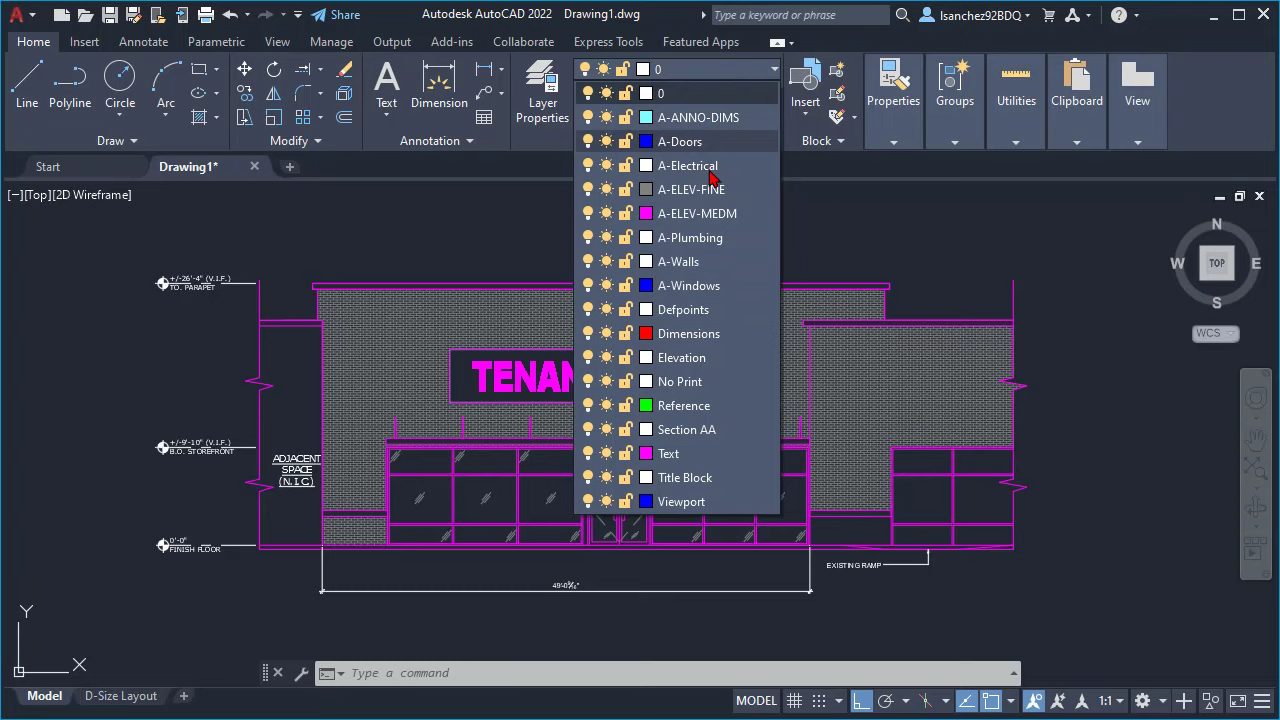 Share
Autodesk AutoCAD 2022 Drawing1.dwg
Type a keyword or phrase
lsanchez92BDQ
Home Insert Annotate Parametric View Manage Output Add-ins Collaborate Express Tools Featured Apps
Line Polyline Circle Arc
Text Dimension
Layer
Properties
0
Insert
Properties
Groups
Utilities
Clipboard
View
Draw
Modify
Annotation
Block
Start
Drawing1*
[−][Top][2D Wireframe]
0
A-ANNO-DIMS
A-Doors
A-Electrical
A-ELEV-FINE
A-ELEV-MEDM
A-Plumbing
A-Walls
A-Windows
Defpoints
Dimensions
Elevation
No Print
Reference
Section AA
Text
Title Block
Viewport
N
W TOP E
S
WCS
+/-26'-4" (V.I.F.)
TO. PARAPET
+/-9'-10" (V.I.F.)
B.O. STOREFRONT
ADJACENT
SPACE
(N.I.C)
0'-0"
FINISH FLOOR
EXISTING RAMP
Y
X
Type a command
Model
D-Size Layout
MODEL
1:1